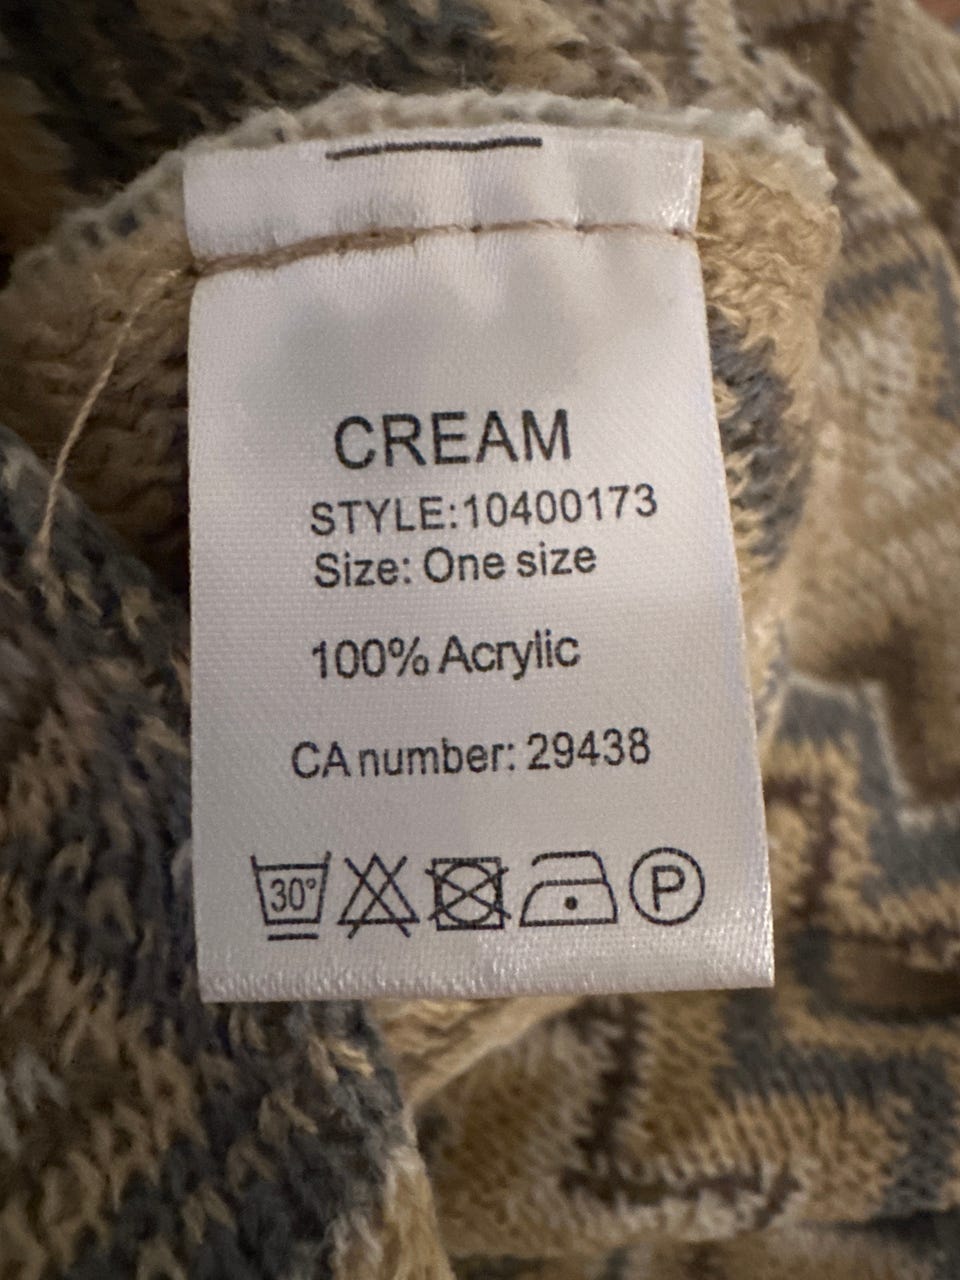 CREAM
STYLE:10400173
Size: One size
100% Acrylic
CA number: 29438
30° P